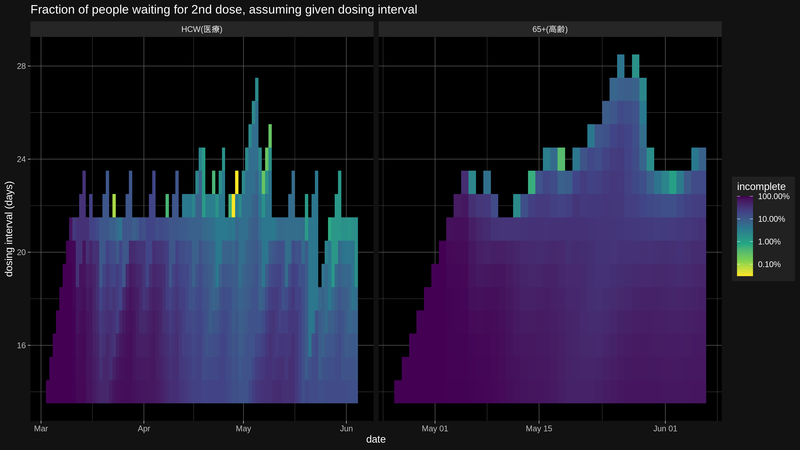 Fraction of people waiting for 2nd dose, assuming given dosing interval
HCW(医療)
65+(高齢)
28
24
20
16
dosing interval (days)
Mar
Apr
May
Jun
May 01
May 15
Jun 01
date
incomplete
100.00%
10.00%
1.00%
0.10%